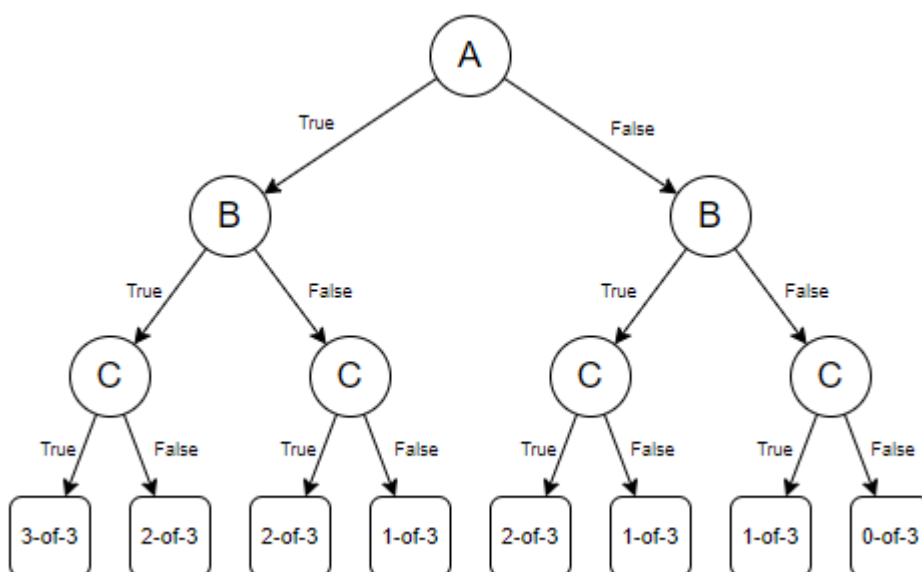 A
True
False
B
B
True
False
True
False
C
C
C
C
True
False
True
False
True
False
True
False
3-of-3
2-of-3
2-of-3
1-of-3
2-of-3
1-of-3
1-of-3
0-of-3